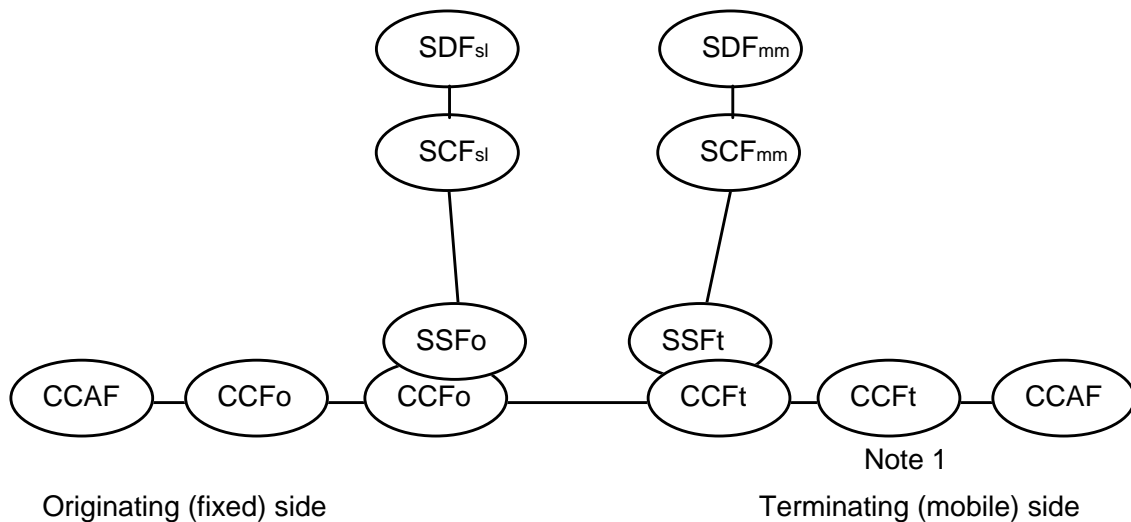 SDFsl SDFmm
SCFsl SCFmm
SSFo SSFt
CCAF CCFo CCFo CCFt CCFt CCAF
Note 1
Originating (fixed) side Terminating (mobile) side